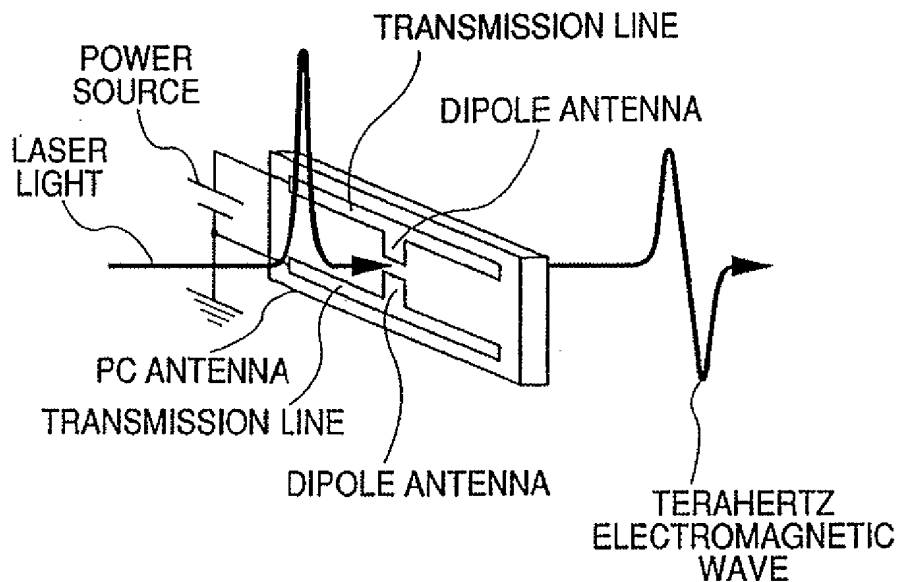 TRANSMISSION LINE
POWER
SOURCE
DIPOLE ANTENNA
LASER
LIGHT
PC ANTENNA
TRANSMISSION LINE
DIPOLE ANTENNA
TERAHERTZ
ELECTROMAGNETIC
WAVE